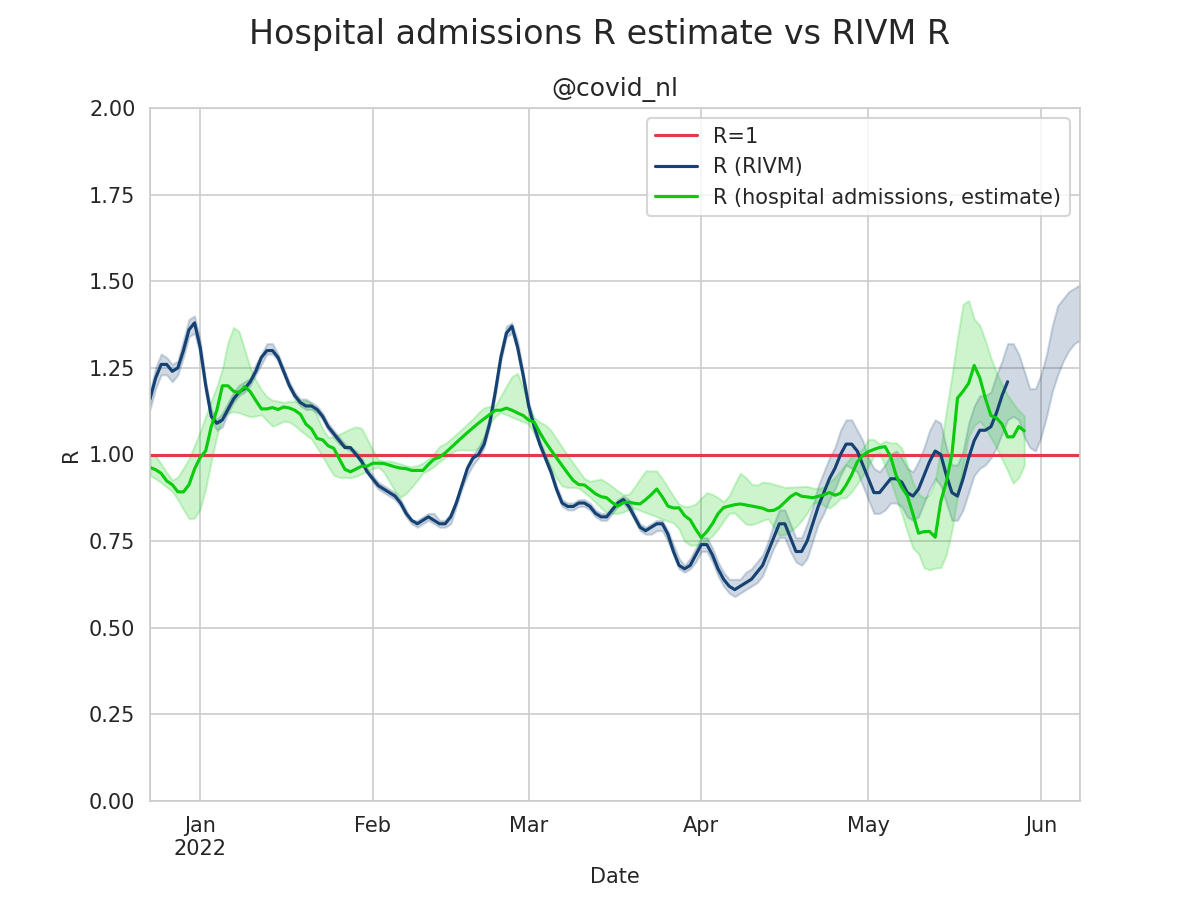 Hospital admissions R estimate vs RIVM R
@covid_nl
R=1
R (RIVM)
R (hospital admissions, estimate)
2.00
1.75
1.50
1.25
1.00
0.75
0.50
0.25
0.00
R
Jan Feb Mar Apr May Jun
2022
Date